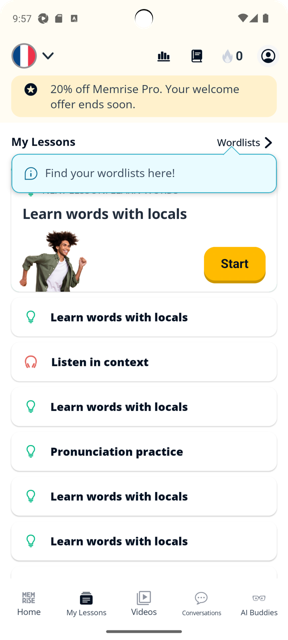 9:57
0
20% off Memrise Pro. Your welcome
offer ends soon.
My Lessons
Wordlists
Find your wordlists here!
Learn words with locals
Start
Learn words with locals
Listen in context
Learn words with locals
Pronunciation practice
Learn words with locals
Learn words with locals
MEM
RISE
Home
My Lessons
Videos
Conversations
AI Buddies